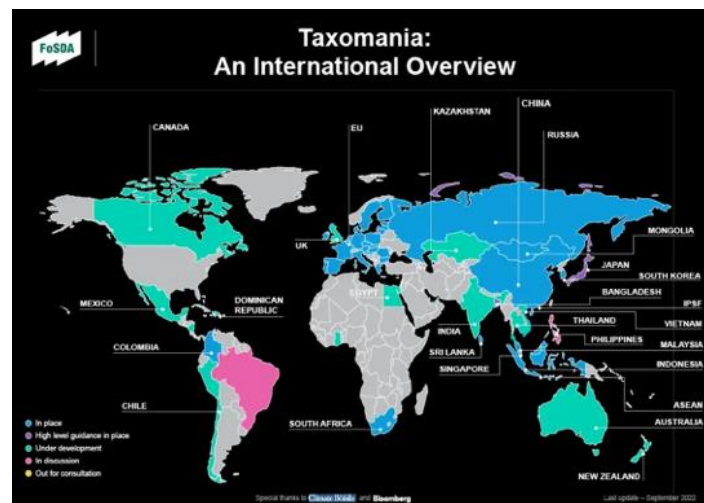 FoSDA
Taxomania:
An International Overview
CANADA
EU
KAZAKHSTAN
CHINA
RUSSIA
UK
MONGOLIA
JAPAN
SOUTH KOREA
EGYPT
BANGLADESH
IPSF
MEXICO
DOMINICAN
REPUBLIC
INDIA
THAILAND
VIETNAM
PHILIPPINES
COLOMBIA
SRI LANKA
MALAYSIA
SINGAPORE
INDONESIA
CHILE
SOUTH AFRICA
ASEAN
AUSTRALIA
NEW ZEALAND
In place
High level guidance in place
Under development
In discussion
Out for consultation
Special thanks to Climate Bonds and Bloomberg
Last update – September 2022